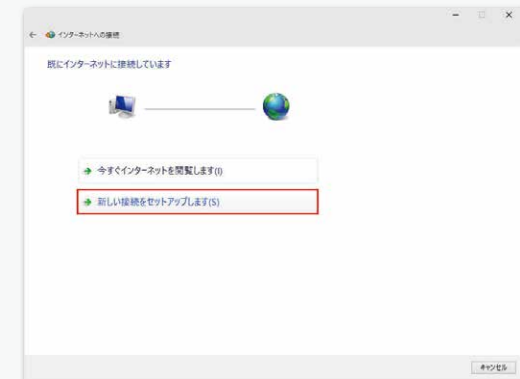 インターネットへの接続
既にインターネットに接続しています
今すぐインターネットを閲覧します(I)
新しい接続をセットアップします(S)
キャンセル